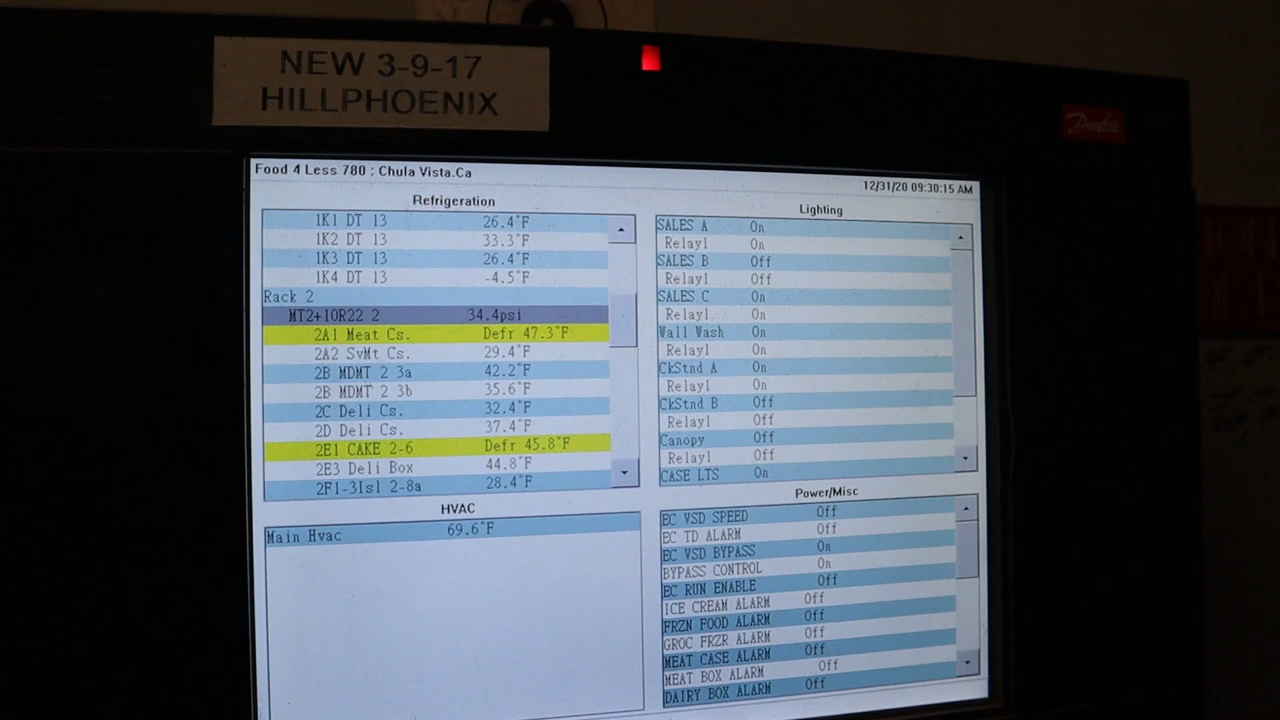 NEW 3-9-17
HILLPHOENIX
Danfoss
Food 4 Less 780 : Chula Vista.Ca
12/31/20 09:30:15 AM
Refrigeration
1K1 DT 13 26.4°F
1K2 DT 13 33.3°F
1K3 DT 13 26.4°F
1K4 DT 13 -4.5°F
Rack 2
MT2+10R22 2 34.4psi
2A1 Meat Cs. Defr 47.3°F
2A2 SvMt Cs. 29.4°F
2B MDMT 2 3a 42.2°F
2B MDMT 2 3b 35.6°F
2C Deli Cs. 32.4°F
2D Deli Cs. 37.4°F
2E1 CAKE 2-6 Defr 45.8°F
2E3 Deli Box 44.8°F
2F1-3Isl 2-8a 28.4°F
Lighting
SALES A On
Relay1 On
SALES B Off
Relay1 Off
SALES C On
Relay1 On
Wall Wash On
Relay1 On
CkStnd A On
Relay1 On
CkStnd B Off
Relay1 Off
Canopy Off
Relay1 Off
CASE LTS On
HVAC
Main Hvac 69.6°F
Power/Misc
EC VSD SPEED Off
EC TD ALARM Off
EC VSD BYPASS On
BYPASS CONTROL On
EC RUN ENABLE Off
ICE CREAM ALARM Off
FRZN FOOD ALARM Off
GROC FRZR ALARM Off
MEAT CASE ALARM Off
MEAT BOX ALARM Off
DAIRY BOX ALARM Off